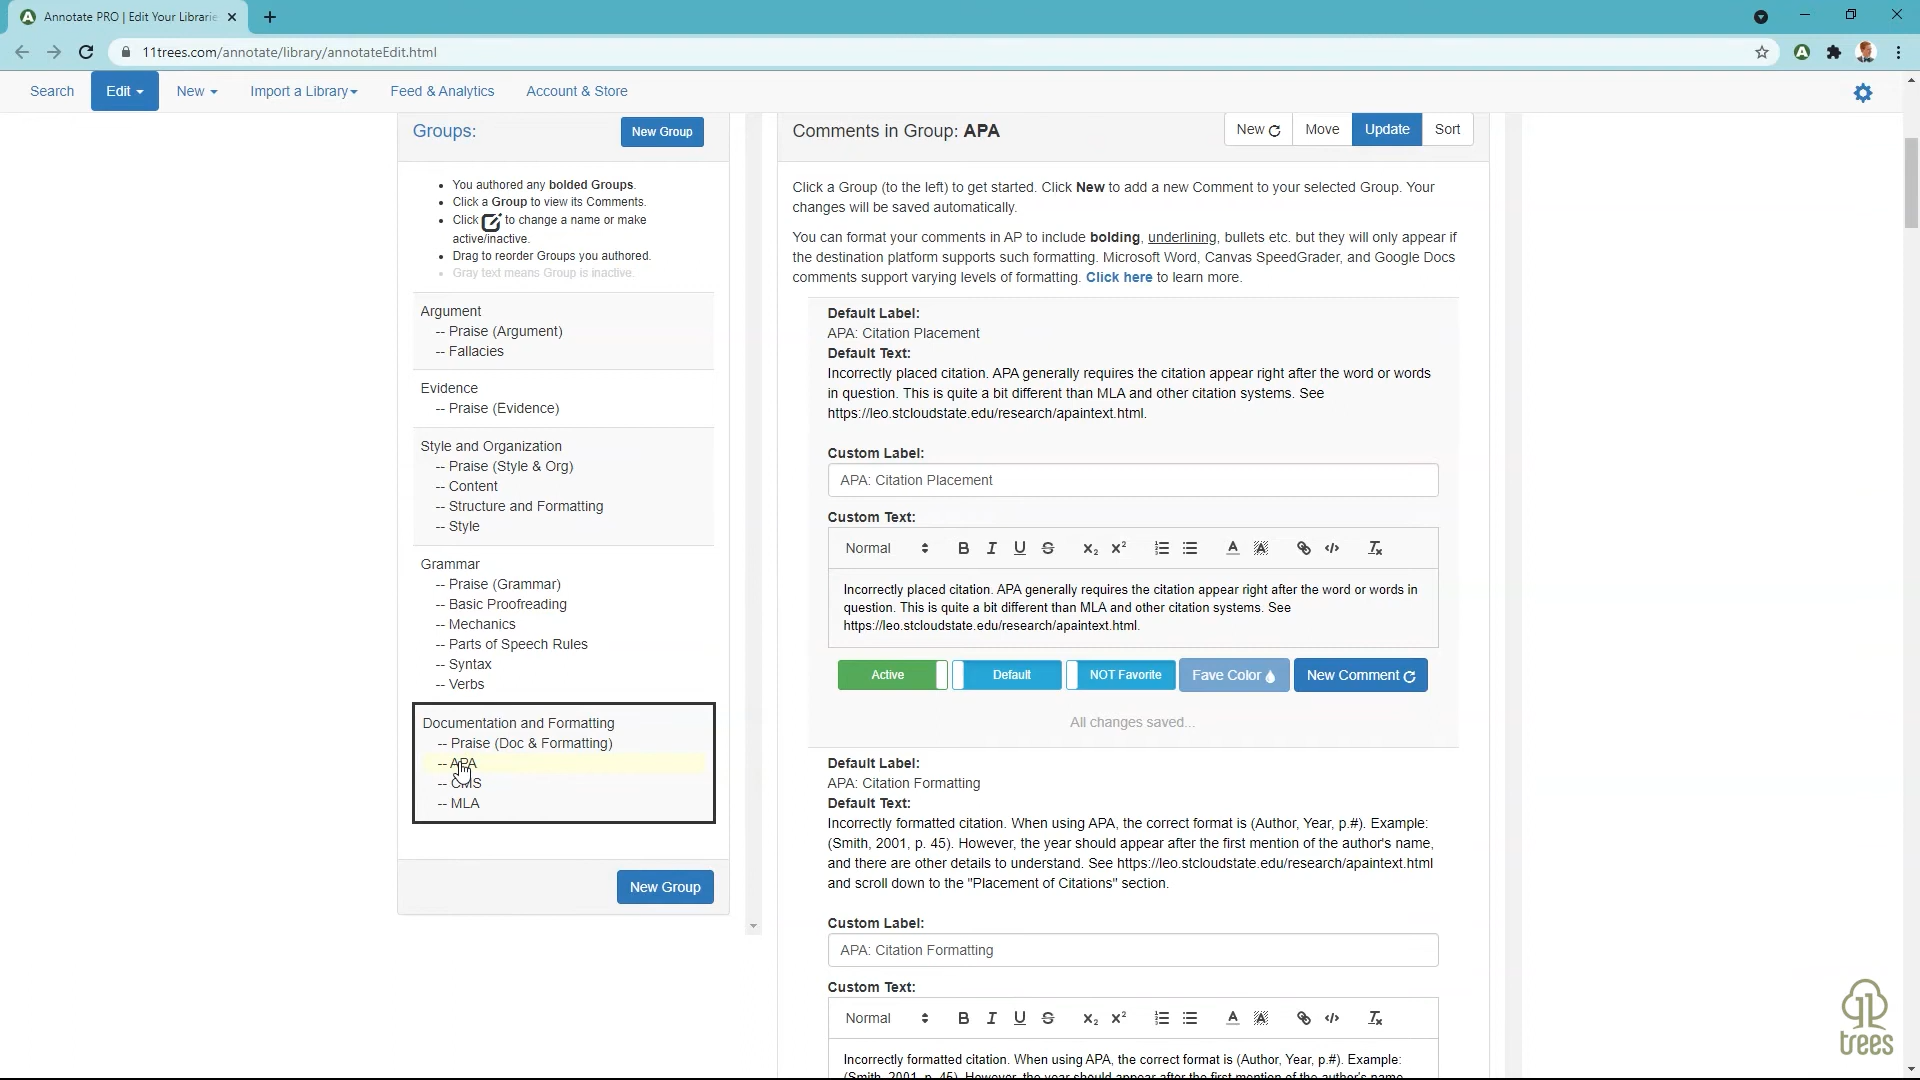 Annotate PRO | Edit Your Librarie
11trees.com/annotate/library/annotateEdit.html
Search
Edit
New
Import a Library
Feed & Analytics
Account & Store
Groups:
New Group
You authored any bolded Groups.
Click a Group to view its Comments.
Click to change a name or make
active/inactive.
Drag to reorder Groups you authored.
Gray text means Group is inactive.
Argument
-- Praise (Argument)
-- Fallacies
Evidence
-- Praise (Evidence)
Style and Organization
-- Praise (Style & Org)
-- Content
-- Structure and Formatting
-- Style
Grammar
-- Praise (Grammar)
-- Basic Proofreading
-- Mechanics
-- Parts of Speech Rules
-- Syntax
-- Verbs
Documentation and Formatting
-- Praise (Doc & Formatting)
-- APA
-- CMS
-- MLA
New Group
Comments in Group: APA
New
Move
Update
Sort
Click a Group (to the left) to get started. Click New to add a new Comment to your selected Group. Your
changes will be saved automatically.
You can format your comments in AP to include bolding, underlining, bullets etc. but they will only appear if
the destination platform supports such formatting. Microsoft Word, Canvas SpeedGrader, and Google Docs
comments support varying levels of formatting. Click here to learn more.
Default Label:
APA: Citation Placement
Default Text:
Incorrectly placed citation. APA generally requires the citation appear right after the word or words
in question. This is quite a bit different than MLA and other citation systems. See
https://leo.stcloudstate.edu/research/apaintext.html.
Custom Label:
APA: Citation Placement
Custom Text:
Normal
Incorrectly placed citation. APA generally requires the citation appear right after the word or words in
question. This is quite a bit different than MLA and other citation systems. See
https://leo.stcloudstate.edu/research/apaintext.html.
Active
Default
NOT Favorite
Fave Color
New Comment
All changes saved...
Default Label:
APA: Citation Formatting
Default Text:
Incorrectly formatted citation. When using APA, the correct format is (Author, Year, p.#). Example:
(Smith, 2001, p. 45). However, the year should appear after the first mention of the author's name,
and there are other details to understand. See https://leo.stcloudstate.edu/research/apaintext.html
and scroll down to the "Placement of Citations" section.
Custom Label:
APA: Citation Formatting
Custom Text:
Normal
Incorrectly formatted citation. When using APA, the correct format is (Author, Year, p.#). Example:
(Smith, 2001, p. 45). However, the year should appear after the first mention of the author's name,
11
trees